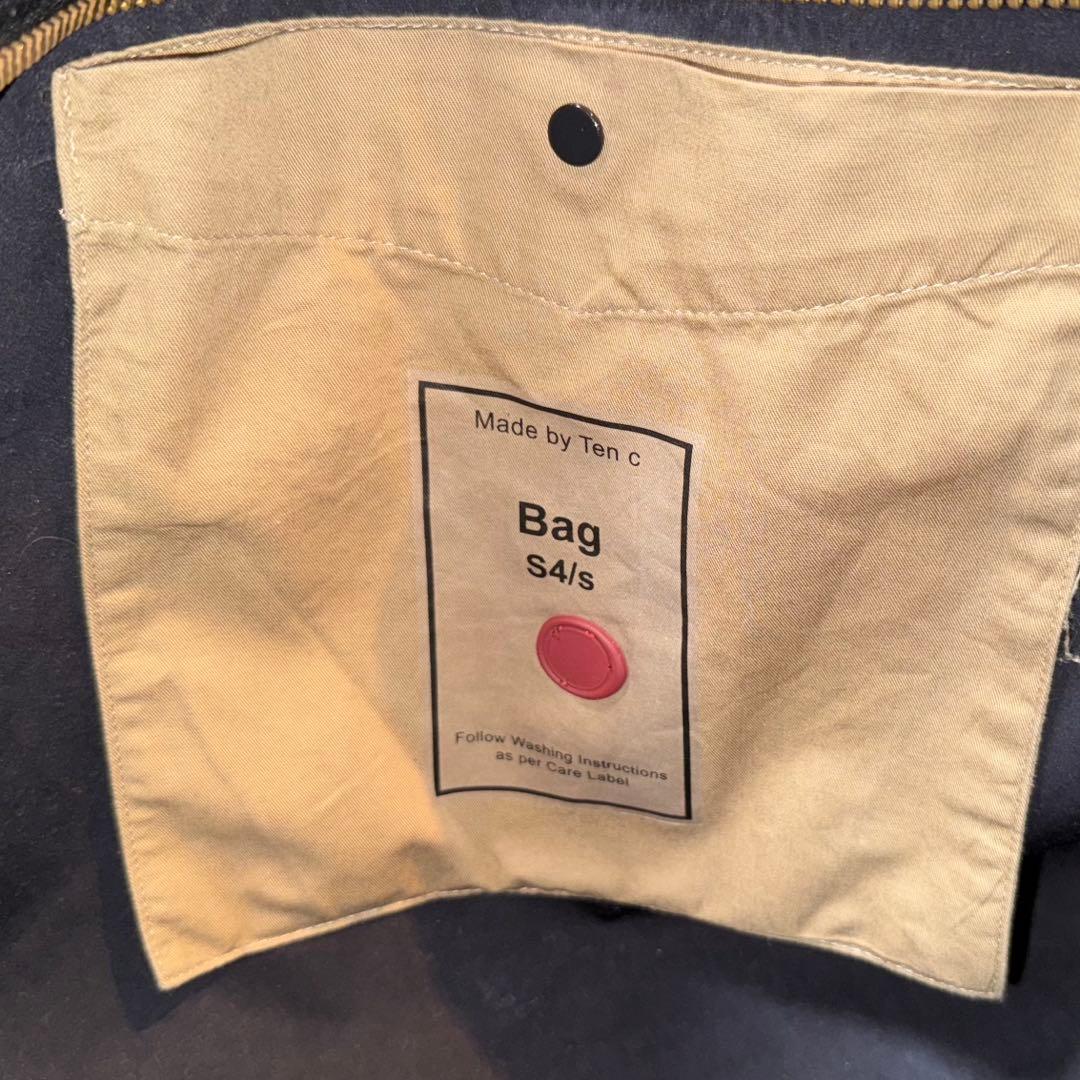 Made by Ten c
Bag
S4/s
Follow Washing Instructions
as per Care Label